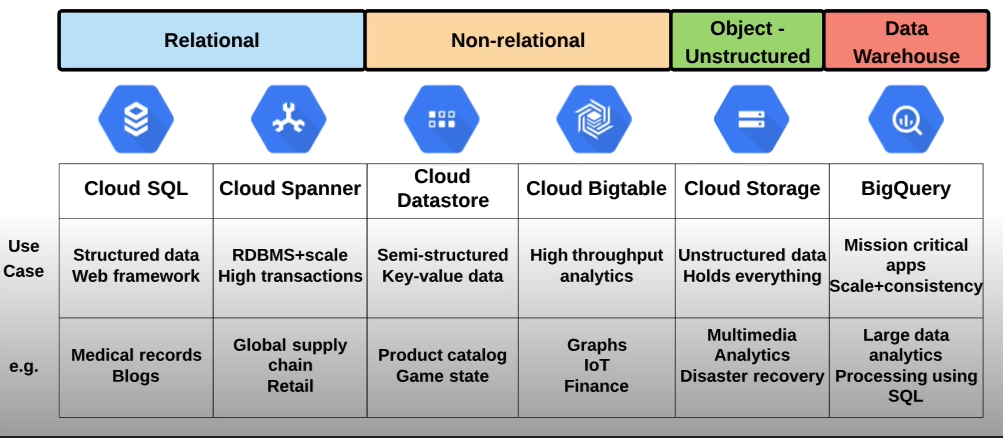 Relational
Non-relational
Object -
Unstructured
Data
Warehouse
Cloud SQL
Cloud Spanner
Cloud
Datastore
Cloud Bigtable
Cloud Storage
BigQuery
Use
Case
Structured data
Web framework
RDBMS+scale
High transactions
Semi-structured
Key-value data
High throughput
analytics
Unstructured data
Holds everything
Mission critical
apps
Scale+consistency
e.g.
Medical records
Blogs
Global supply
chain
Retail
Product catalog
Game state
Graphs
IoT
Finance
Multimedia
Analytics
Disaster recovery
Large data
analytics
Processing using
SQL